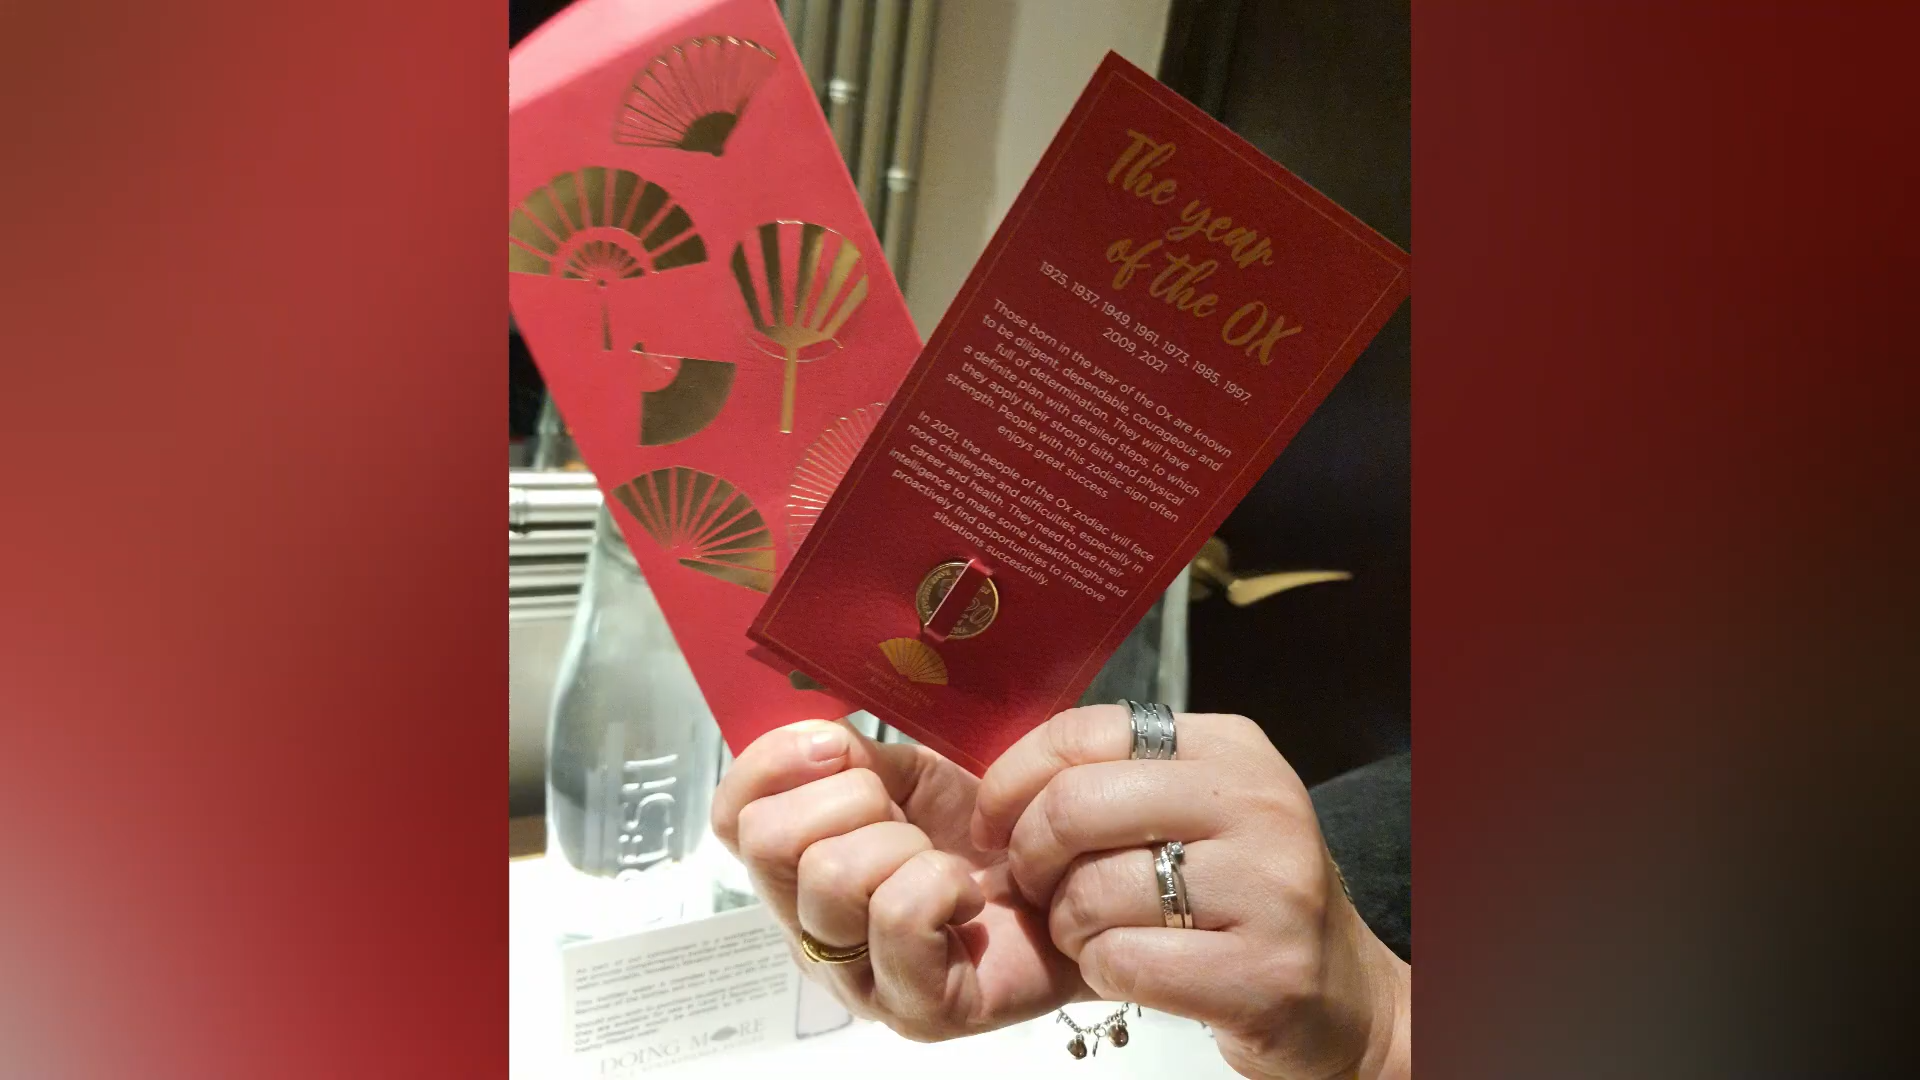 The year
of the OX
1925, 1937, 1949, 1961, 1973, 1985, 1997,
2009, 2021
Those born in the year of the Ox are known
to be diligent, dependable, courageous and
full of determination. They will have
a definite plan with detailed steps, to which
they apply their strong faith and physical
strength. People with this zodiac sign often
enjoys great success.
In 2021, the people of the Ox zodiac will face
more challenges and difficulties, especially in
career and health. They need to use their
intelligence to make some breakthroughs and
proactively find opportunities to improve
situations successfully.
20
DOING MORE